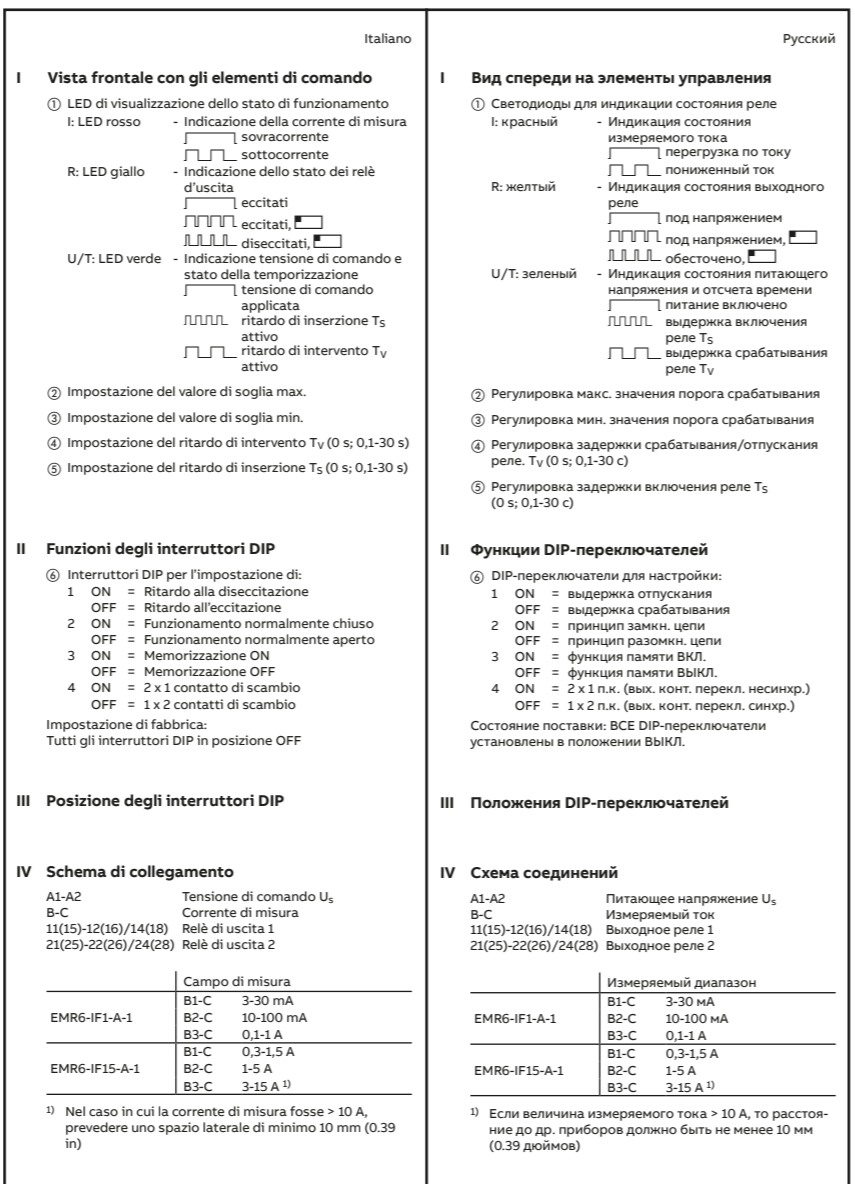 Italiano
I Vista frontale con gli elementi di comando
① LED di visualizzazione dello stato di funzionamento
I: LED rosso - Indicazione della corrente di misura
sovracorrente
sottocorrente
R: LED giallo - Indicazione dello stato dei relè
d'uscita
eccitati
eccitati,
diseccitati,
U/T: LED verde - Indicazione tensione di comando e
stato della temporizzazione
tensione di comando
applicata
ritardo di inserzione TS
attivo
ritardo di intervento TV
attivo
② Impostazione del valore di soglia max.
③ Impostazione del valore di soglia min.
④ Impostazione del ritardo di intervento TV (0 s; 0,1-30 s)
⑤ Impostazione del ritardo di inserzione TS (0 s; 0,1-30 s)
II Funzioni degli interruttori DIP
⑥ Interruttori DIP per l'impostazione di:
1 ON = Ritardo alla diseccitazione
OFF = Ritardo all'eccitazione
2 ON = Funzionamento normalmente chiuso
OFF = Funzionamento normalmente aperto
3 ON = Memorizzazione ON
OFF = Memorizzazione OFF
4 ON = 2 x 1 contatto di scambio
OFF = 1 x 2 contatti di scambio
Impostazione di fabbrica:
Tutti gli interruttori DIP in posizione OFF
III Posizione degli interruttori DIP
IV Schema di collegamento
A1-A2 Tensione di comando Us
B-C Corrente di misura
11(15)-12(16)/14(18) Relè di uscita 1
21(25)-22(26)/24(28) Relè di uscita 2
Campo di misura
B1-C 3-30 mA
EMR6-IF1-A-1 B2-C 10-100 mA
B3-C 0,1-1 A
B1-C 0,3-1,5 A
EMR6-IF15-A-1 B2-C 1-5 A
B3-C 3-15 A 1)
1) Nel caso in cui la corrente di misura fosse > 10 A,
prevedere uno spazio laterale di minimo 10 mm (0.39
in)
Русский
I Вид спереди на элементы управления
① Светодиоды для индикации состояния реле
I: красный - Индикация состояния
измеряемого тока
перегрузка по току
пониженный ток
R: желтый - Индикация состояния выходного
реле
под напряжением
под напряжением,
обесточено,
U/T: зеленый - Индикация состояния питающего
напряжения и отсчета времени
питание включено
выдержка включения
реле TS
выдержка срабатывания
реле TV
② Регулировка макс. значения порога срабатывания
③ Регулировка мин. значения порога срабатывания
④ Регулировка задержки срабатывания/отпускания
реле. TV (0 s; 0,1-30 с)
⑤ Регулировка задержки включения реле TS
(0 s; 0,1-30 с)
II Функции DIP-переключателей
⑥ DIP-переключатели для настройки:
1 ON = выдержка отпускания
OFF = выдержка срабатывания
2 ON = принцип замкн. цепи
OFF = принцип разомкн. цепи
3 ON = функция памяти ВКЛ.
OFF = функция памяти ВЫКЛ.
4 ON = 2 x 1 п.к. (вых. конт. перекл. несинхр.)
OFF = 1 x 2 п.к. (вых. конт. перекл. синхр.)
Состояние поставки: ВСЕ DIP-переключатели
установлены в положении ВЫКЛ.
III Положения DIP-переключателей
IV Схема соединений
A1-A2 Питающее напряжение Us
B-C Измеряемый ток
11(15)-12(16)/14(18) Выходное реле 1
21(25)-22(26)/24(28) Выходное реле 2
Измеряемый диапазон
B1-C 3-30 мА
EMR6-IF1-A-1 B2-C 10-100 мА
B3-C 0,1-1 A
B1-C 0,3-1,5 A
EMR6-IF15-A-1 B2-C 1-5 A
B3-C 3-15 A 1)
1) Если величина измеряемого тока > 10 А, то расстоя-
ние до др. приборов должно быть не менее 10 мм
(0.39 дюймов)